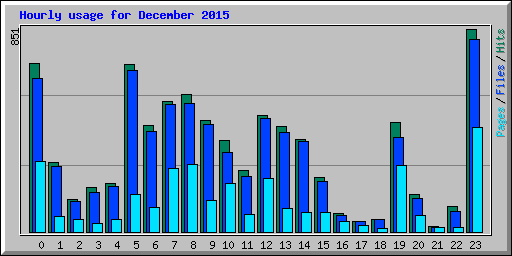 Hourly usage for December 2015
851
Pages / Files / Hits
0 1 2 3 4 5 6 7 8 9 10 11 12 13 14 15 16 17 18 19 20 21 22 23